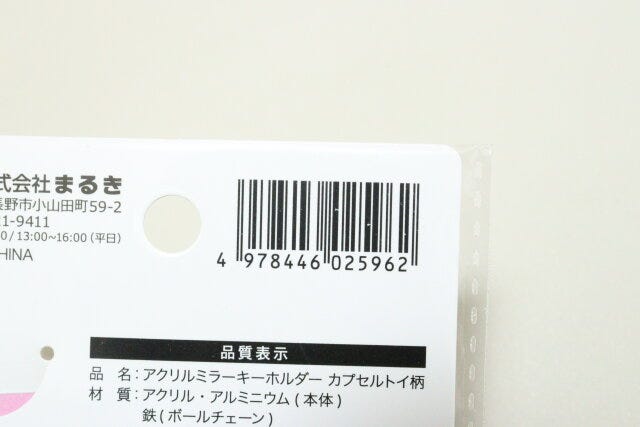 式会社まるき
長野市小山田町59-2
1-9411
0/13:00~16:00(平日)
HINA
4 978446 025962
品質表示
品 名:アクリルミラーキーホルダー カプセルトイ柄
材 質:アクリル・アルミニウム(本体)
鉄(ボールチェーン)